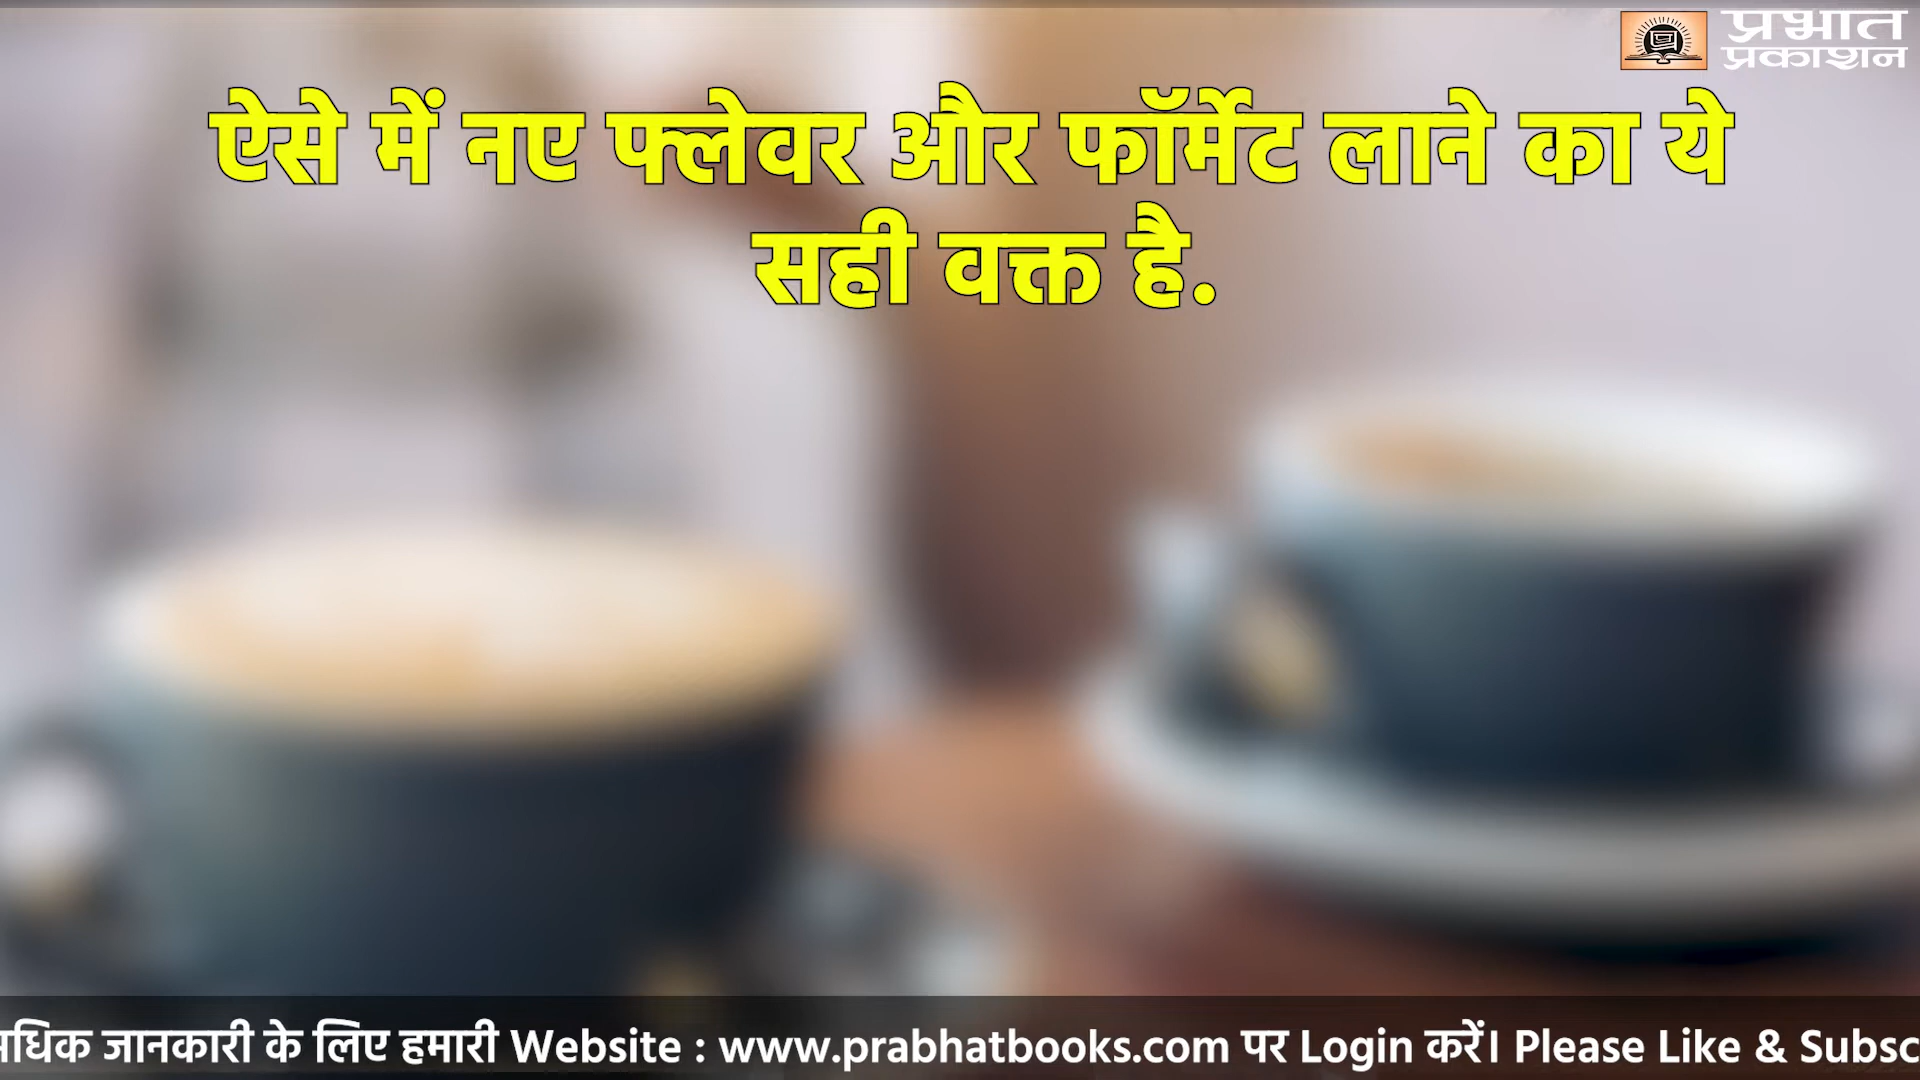 प्रभात
प्रकाशन
ऐसे में नए फ्लेवर और फॉर्मेट लाने का ये
सही वक्त है.
अधिक जानकारी के लिए हमारी Website : www.prabhatbooks.com पर Login करें। Please Like & Subsc